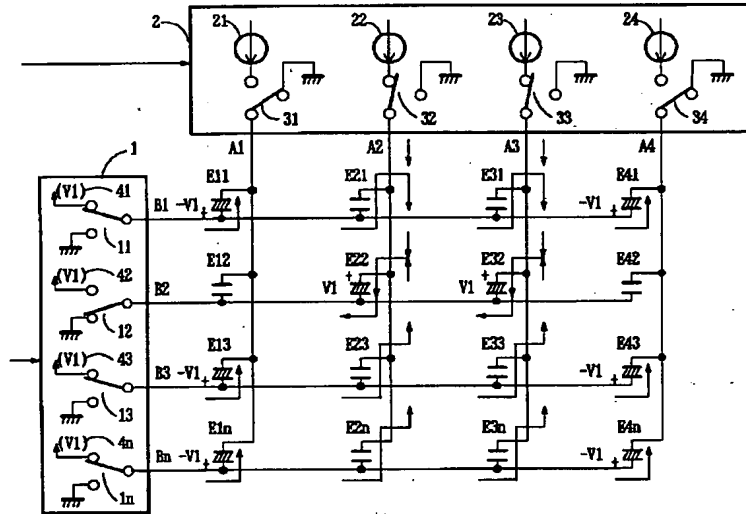 21 22 23 24
2
31 32 33 34
1 A1 A2 A3 A4
(V1) 41 B1 -V1 + E11 E21 E31 -V1 + E41
11
(V1) 42 B2 E12 V1 + E22 V1 + E32 E42
12
(V1) 43 B3 -V1 + E13 E23 E33 -V1 + E43
13
(V1) 4n Bn -V1 + E1n E2n E3n -V1 + E4n
1n